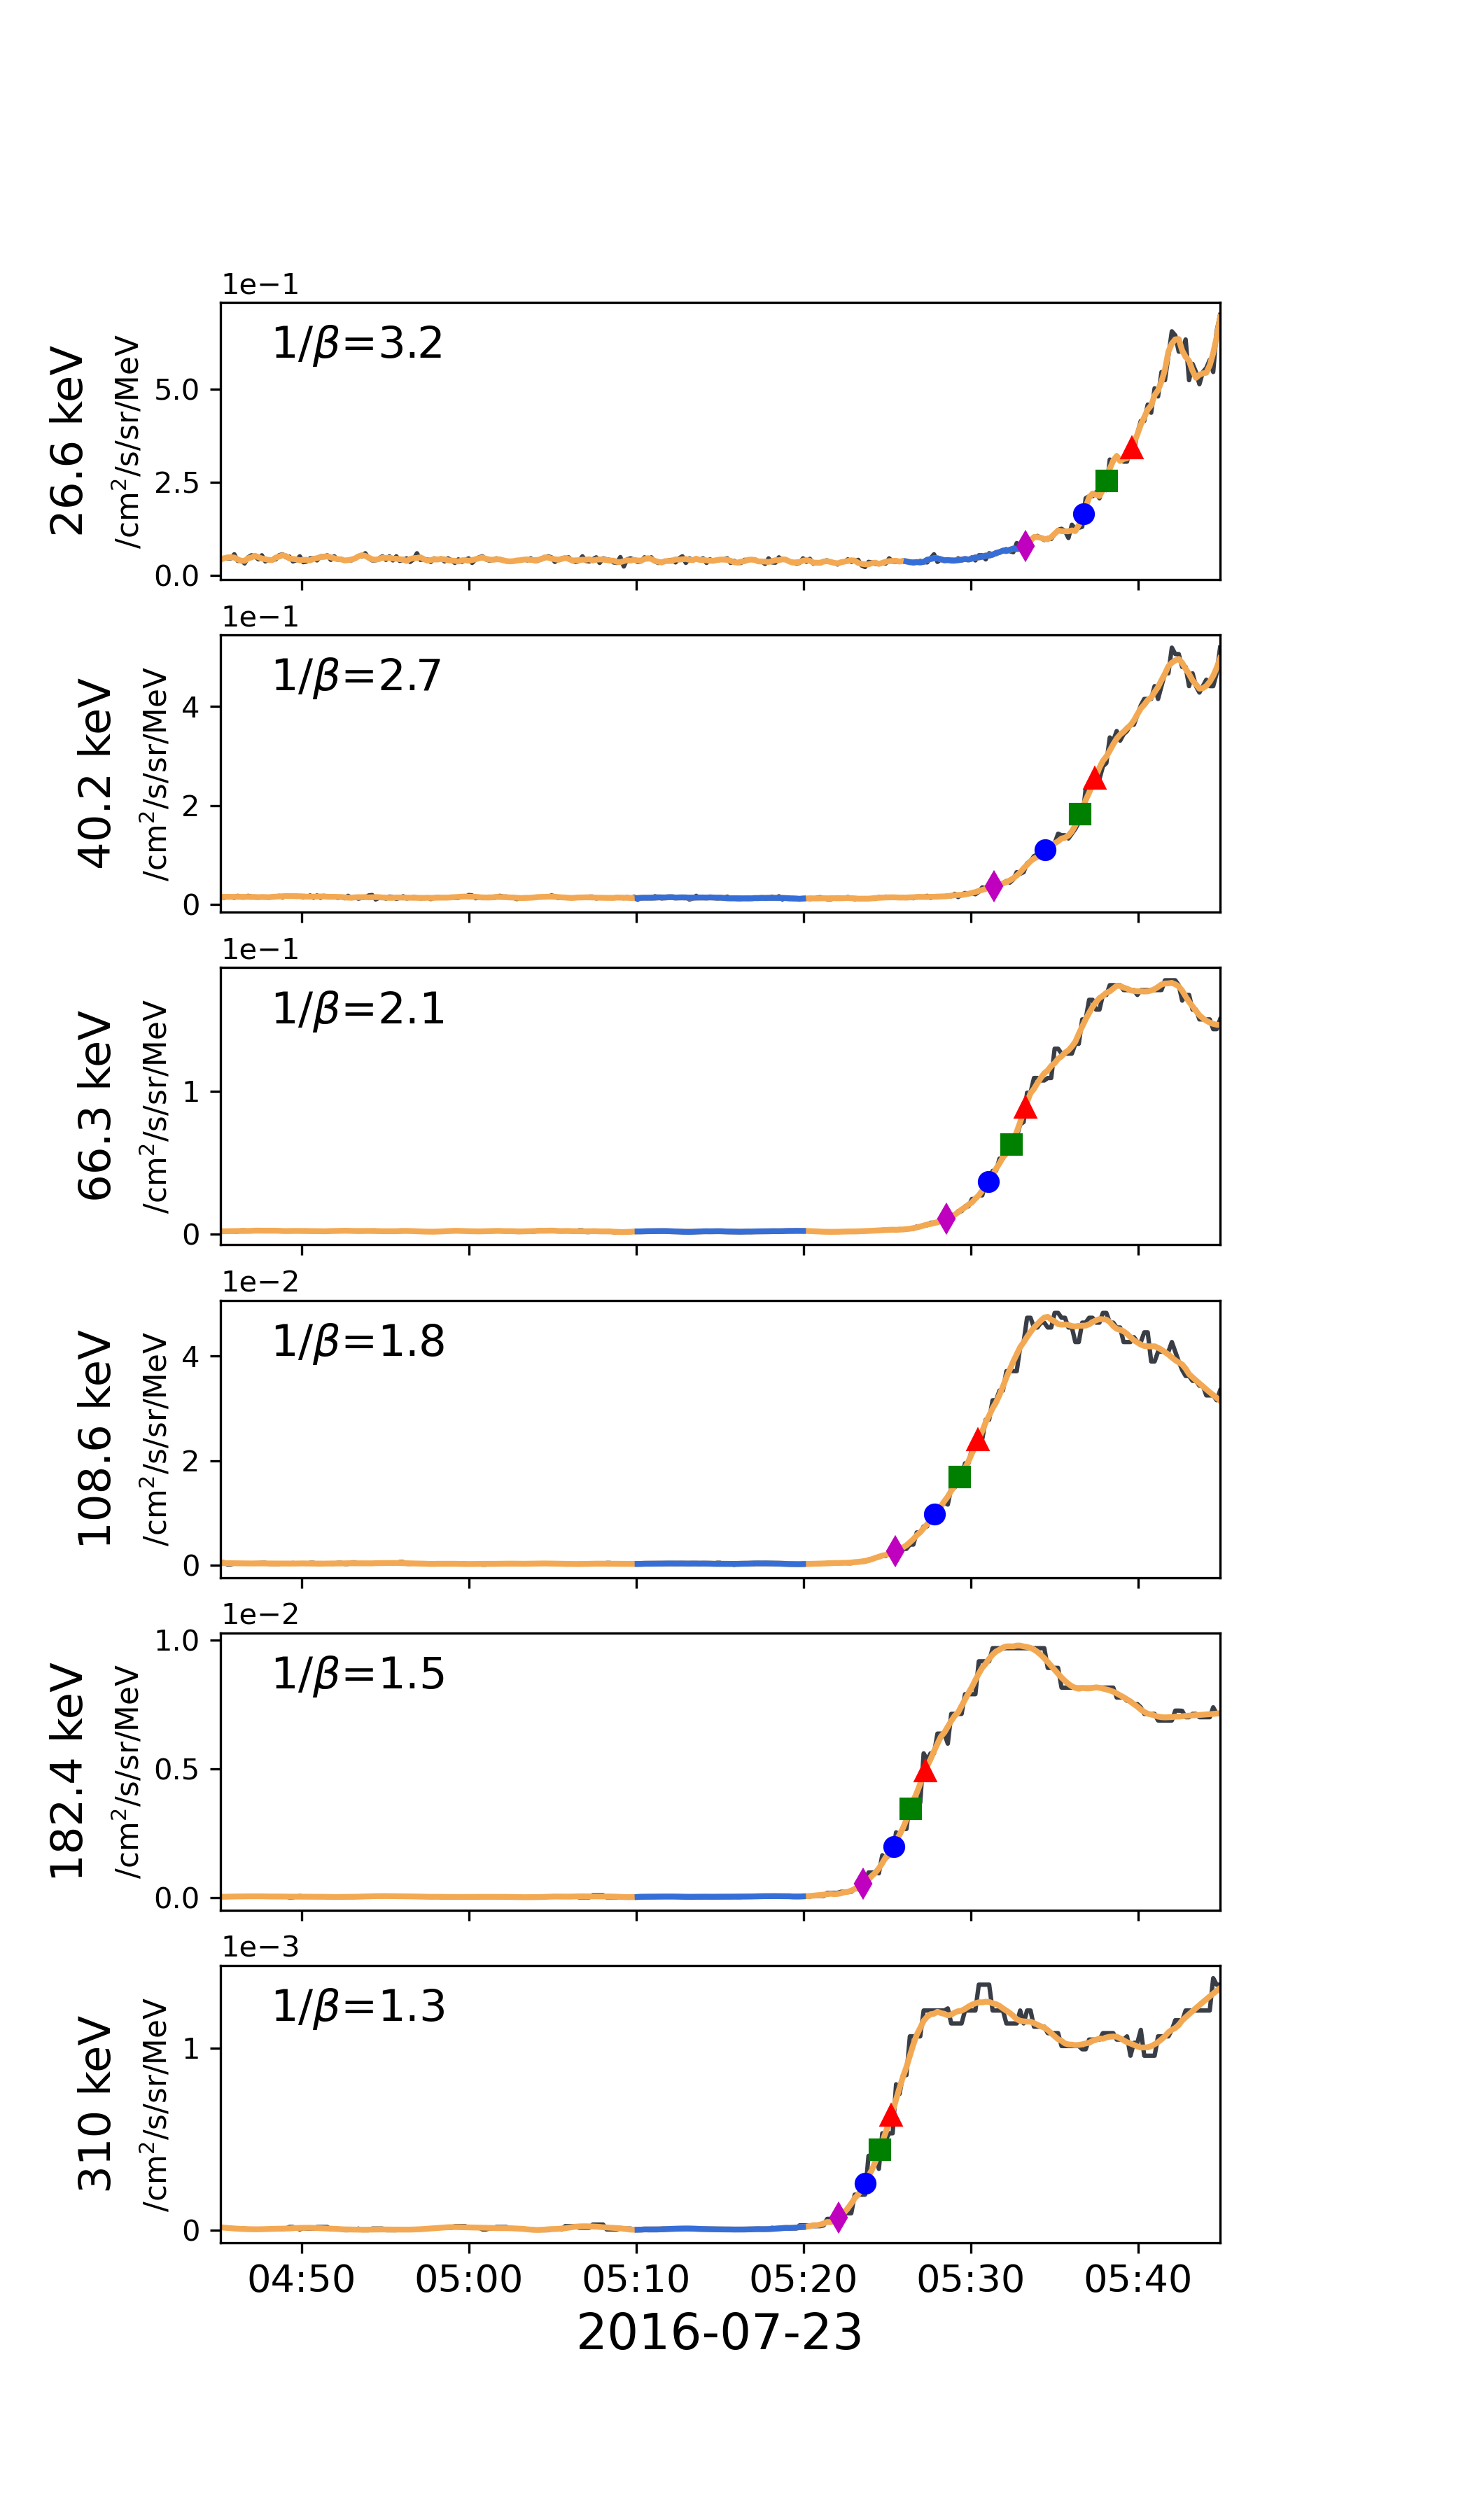 1e−1
1/β=3.2
26.6 keV
/cm²/s/sr/MeV
5.0
2.5
0.0
1e−1
1/β=2.7
40.2 keV
/cm²/s/sr/MeV
4
2
0
1e−1
1/β=2.1
66.3 keV
/cm²/s/sr/MeV
1
0
1e−2
1/β=1.8
108.6 keV
/cm²/s/sr/MeV
4
2
0
1e−2
1/β=1.5
182.4 keV
/cm²/s/sr/MeV
1.0
0.5
0.0
1e−3
1/β=1.3
310 keV
/cm²/s/sr/MeV
1
0
04:50 05:00 05:10 05:20 05:30 05:40
2016-07-23